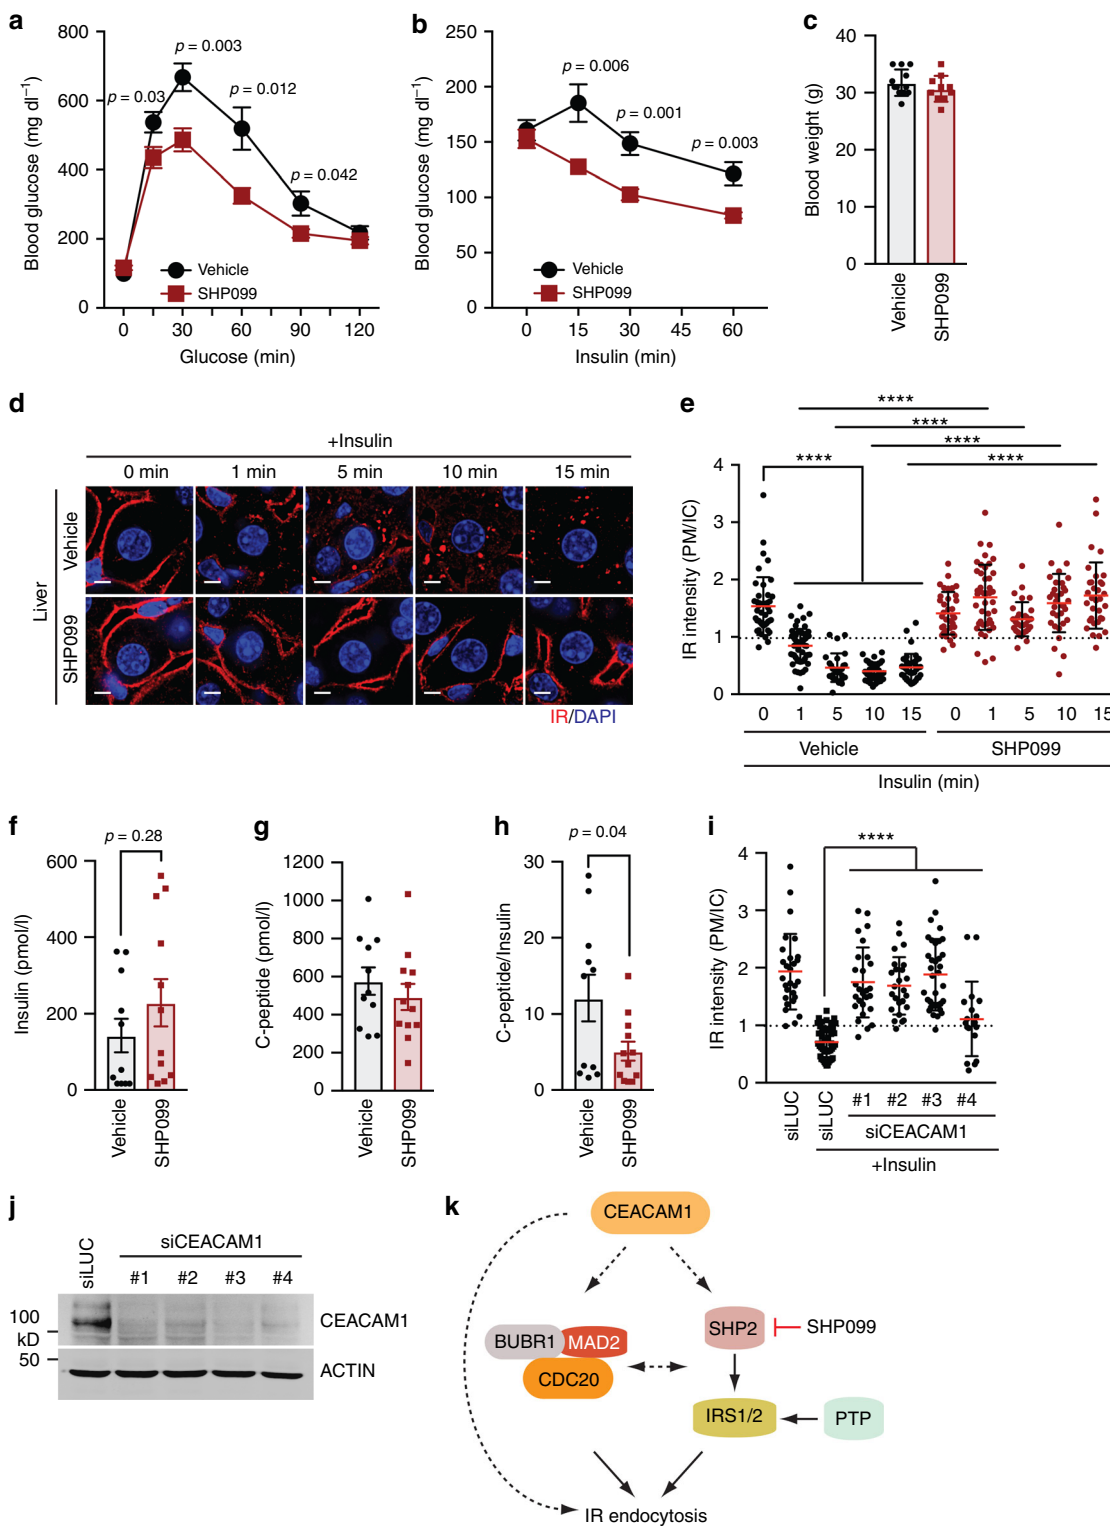 a
800
600
400
200
0
Blood glucose (mg dl⁻¹)
p = 0.03
p = 0.003
p = 0.012
p = 0.042
Vehicle
SHP099
0 30 60 90 120
Glucose (min)
b
250
200
150
100
50
0
Blood glucose (mg dl⁻¹)
p = 0.006
p = 0.001
p = 0.003
Vehicle
SHP099
0 15 30 45 60
Insulin (min)
c
40
30
20
10
0
Blood weight (g)
Vehicle
SHP099
d
+Insulin
0 min 1 min 5 min 10 min 15 min
Liver
Vehicle
SHP099
IR/DAPI
e
****
****
****
****
****
4
3
2
1
0
IR intensity (PM/IC)
0 1 5 10 15 0 1 5 10 15
Vehicle SHP099
Insulin (min)
f
p = 0.28
600
400
200
0
Insulin (pmol/l)
Vehicle
SHP099
g
1200
1000
800
600
400
200
0
C-peptide (pmol/l)
Vehicle
SHP099
h
p = 0.04
30
20
10
0
C-peptide/Insulin
Vehicle
SHP099
i
****
4
3
2
1
0
IR intensity (PM/IC)
siLUC
siLUC
#1 #2 #3 #4
siCEACAM1
+Insulin
j
siLUC
siCEACAM1
#1 #2 #3 #4
100
kD
50
CEACAM1
ACTIN
k
CEACAM1
BUBR1
MAD2
CDC20
SHP2
SHP099
IRS1/2
PTP
IR endocytosis